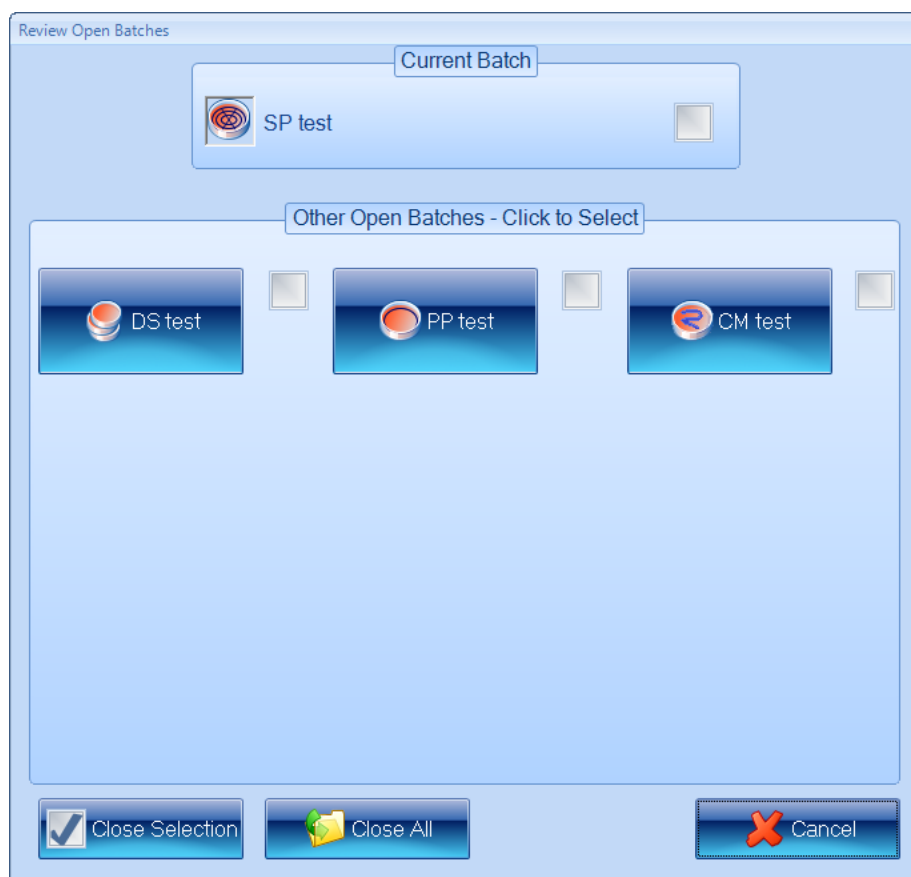 Review Open Batches
Current Batch
SP test
Other Open Batches - Click to Select
DS test
PP test
CM test
Close Selection
Close All
Cancel